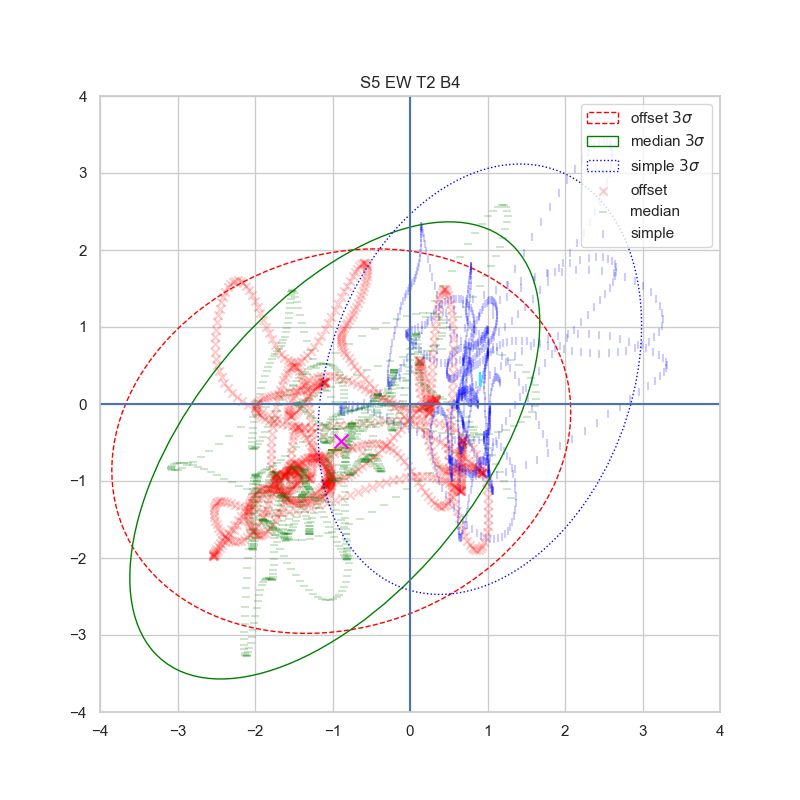 S5 EW T2 B4
offset 3σ
median 3σ
simple 3σ
offset
median
simple
4
3
2
1
0
−1
−2
−3
−4
−4 −3 −2 −1 0 1 2 3 4